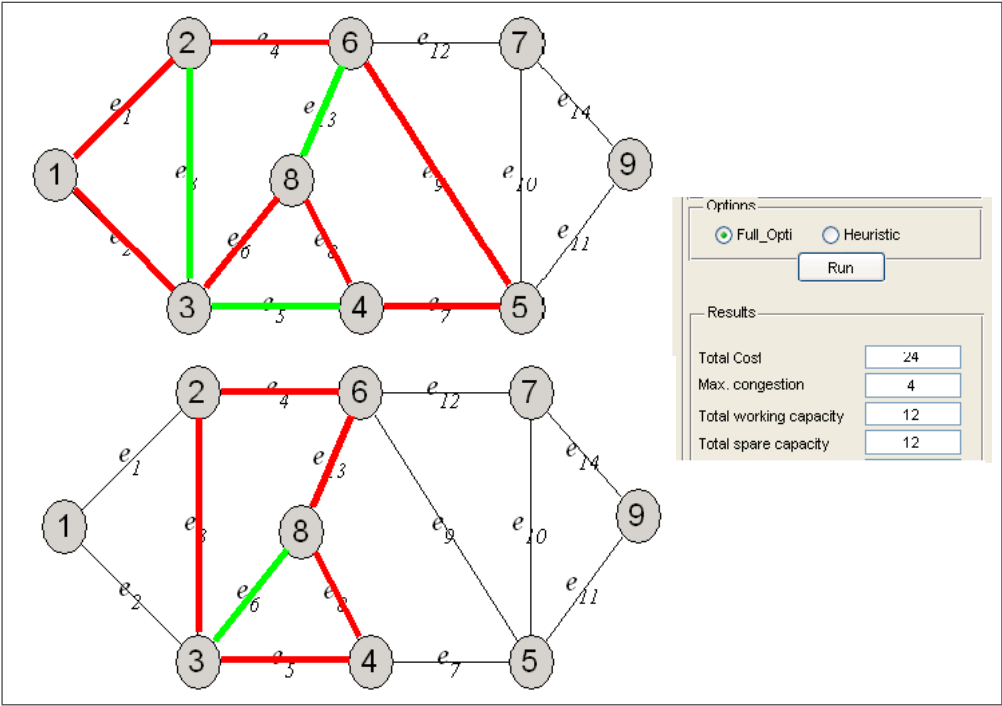 2 e4 6 e12 7
e1 e13 e14
1 e3 8 e9 e10 9
e2 e6 e8 e11
3 e5 4 e7 5
Options
Full_Opti Heuristic
Run
Results
Total Cost 24
Max. congestion 4
Total working capacity 12
Total spare capacity 12
2 e4 6 e12 7
e1 e13 e14
1 e3 8 e9 e10 9
e2 e6 e8 e11
3 e5 4 e7 5